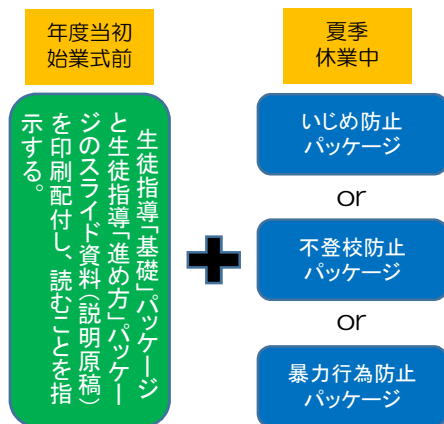 年度当初
始業式前
生徒指導「基礎」パッケージ
と生徒指導「進め方」パッケー
ジのスライド資料(説明原稿)
を印刷配付し、読むことを指
示する。
夏季
休業中
いじめ防止
パッケージ
or
不登校防止
パッケージ
or
暴力行為防止
パッケージ